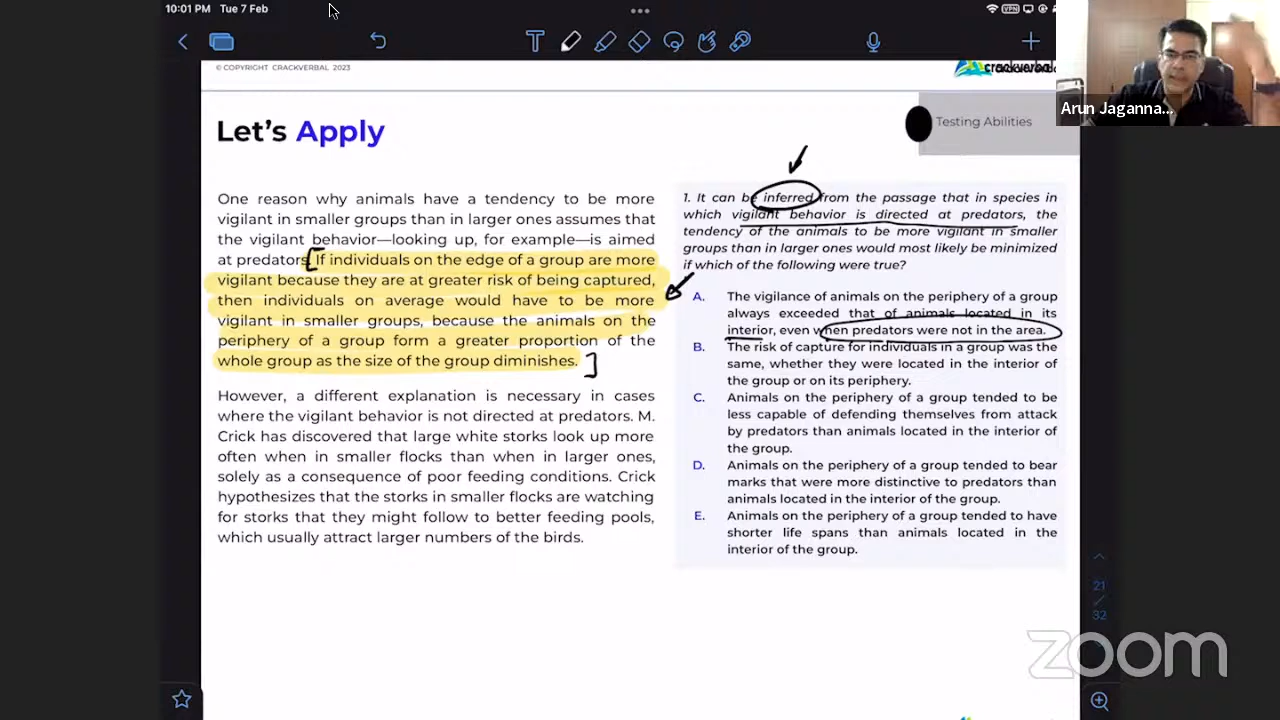 10:01 PM Tue 7 Feb
VPN
© COPYRIGHT CRACKVERBAL 2023
crackverbal
Arun Jaganna...
Let's Apply
Testing Abilities
One reason why animals have a tendency to be more
vigilant in smaller groups than in larger ones assumes that
the vigilant behavior—looking up, for example—is aimed
at predators. If individuals on the edge of a group are more
vigilant because they are at greater risk of being captured,
then individuals on average would have to be more
vigilant in smaller groups, because the animals on the
periphery of a group form a greater proportion of the
whole group as the size of the group diminishes.
However, a different explanation is necessary in cases
where the vigilant behavior is not directed at predators. M.
Crick has discovered that large white storks look up more
often when in smaller flocks than when in larger ones,
solely as a consequence of poor feeding conditions. Crick
hypothesizes that the storks in smaller flocks are watching
for storks that they might follow to better feeding pools,
which usually attract larger numbers of the birds.
1. It can be inferred from the passage that in species in
which vigilant behavior is directed at predators, the
tendency of the animals to be more vigilant in smaller
groups than in larger ones would most likely be minimized
if which of the following were true?
A. The vigilance of animals on the periphery of a group
always exceeded that of animals located in its
interior, even when predators were not in the area.
B. The risk of capture for individuals in a group was the
same, whether they were located in the interior of
the group or on its periphery.
C. Animals on the periphery of a group tended to be
less capable of defending themselves from attack
by predators than animals located in the interior of
the group.
D. Animals on the periphery of a group tended to bear
marks that were more distinctive to predators than
animals located in the interior of the group.
E. Animals on the periphery of a group tended to have
shorter life spans than animals located in the
interior of the group.
21
/
32
zoom